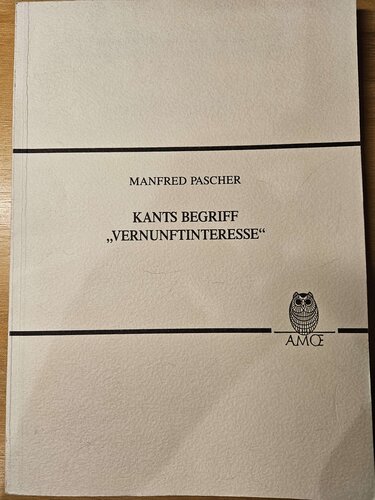 MANFRED PASCHER
KANTS BEGRIFF
„VERNUNFTINTERESSE“
AMŒ